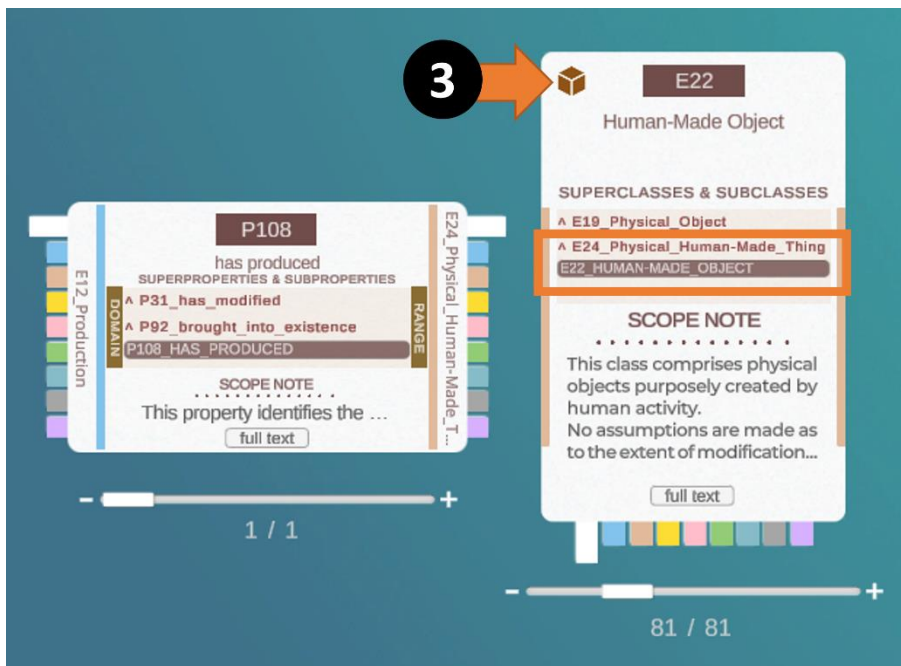 3
E22
Human-Made Object
SUPERCLASSES & SUBCLASSES
^ E19_Physical_Object
^ E24_Physical_Human-Made_Thing
E22_HUMAN-MADE_OBJECT
SCOPE NOTE
This class comprises physical
objects purposely created by
human activity.
No assumptions are made as
to the extent of modification...
full text
- +
81 / 81
E12_Production
P108
has produced
SUPERPROPERTIES & SUBPROPERTIES
DOMAIN
^ P31_has_modified
^ P92_brought_into_existence
P108_HAS_PRODUCED
RANGE
SCOPE NOTE
This property identifies the ...
full text
E24_Physical_Human-Made_T...
- +
1 / 1